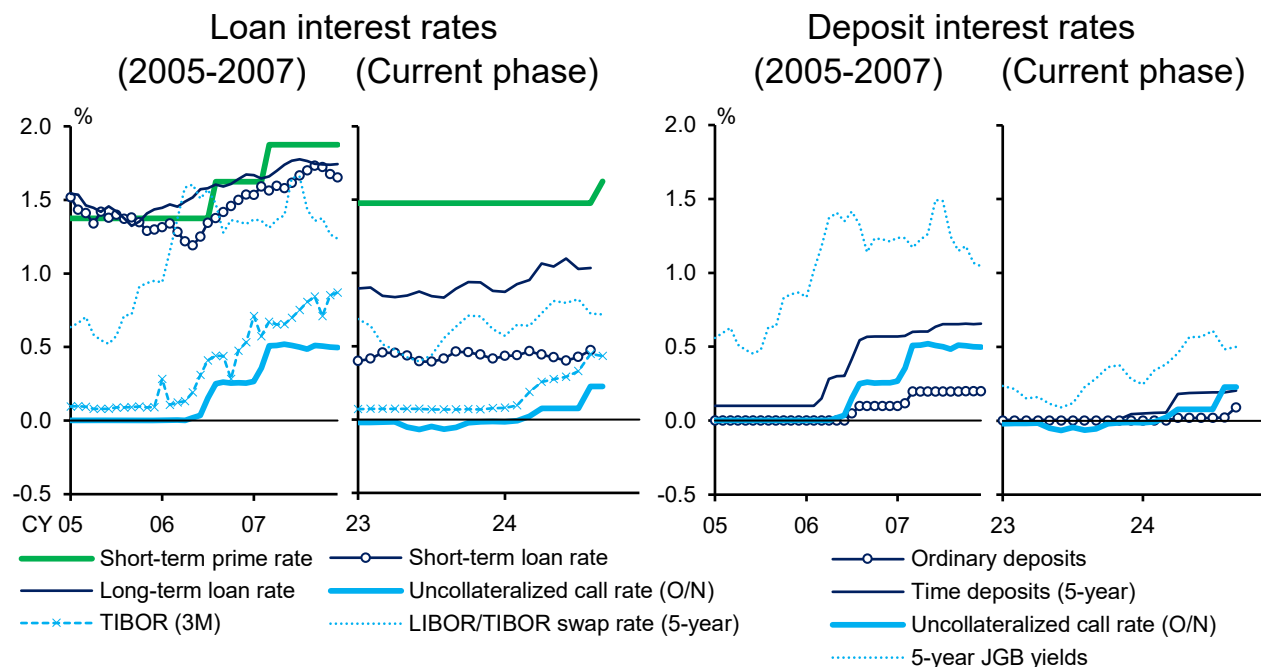 Loan interest rates
(2005-2007) (Current phase)
Deposit interest rates
(2005-2007) (Current phase)
%
2.0
1.5
1.0
0.5
0.0
-0.5
CY 05 06 07 23 24
%
2.0
1.5
1.0
0.5
0.0
-0.5
05 06 07 23 24
Short-term prime rate
Short-term loan rate
Long-term loan rate
Uncollateralized call rate (O/N)
TIBOR (3M)
LIBOR/TIBOR swap rate (5-year)
Ordinary deposits
Time deposits (5-year)
Uncollateralized call rate (O/N)
5-year JGB yields